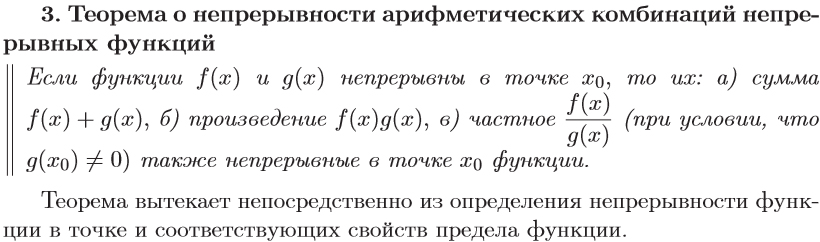 3. Теорема о непрерывности арифметических комбинаций непре-
рывных функций
Если функции f(x) и g(x) непрерывны в точке x₀, то их: а) сумма
f(x) + g(x), б) произведение f(x)g(x), в) частное f(x)/g(x) (при условии, что
g(x₀) ≠ 0) также непрерывные в точке x₀ функции.
Теорема вытекает непосредственно из определения непрерывности функ-
ции в точке и соответствующих свойств предела функции.